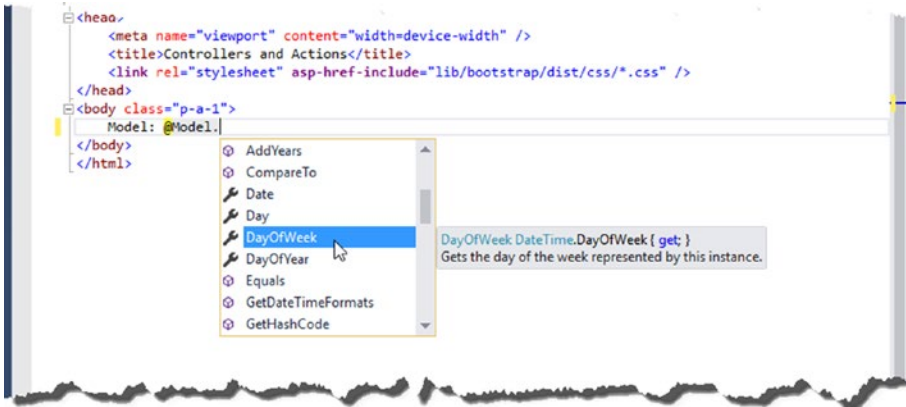 <head>
<meta name="viewport" content="width=device-width" />
<title>Controllers and Actions</title>
<link rel="stylesheet" asp-href-include="lib/bootstrap/dist/css/*.css" />
</head>
<body class="p-a-1">
Model: @Model.
</body>
</html>
AddYears
CompareTo
Date
Day
DayOfWeek
DayOfYear
Equals
GetDateTimeFormats
GetHashCode
DayOfWeek DateTime.DayOfWeek { get; }
Gets the day of the week represented by this instance.